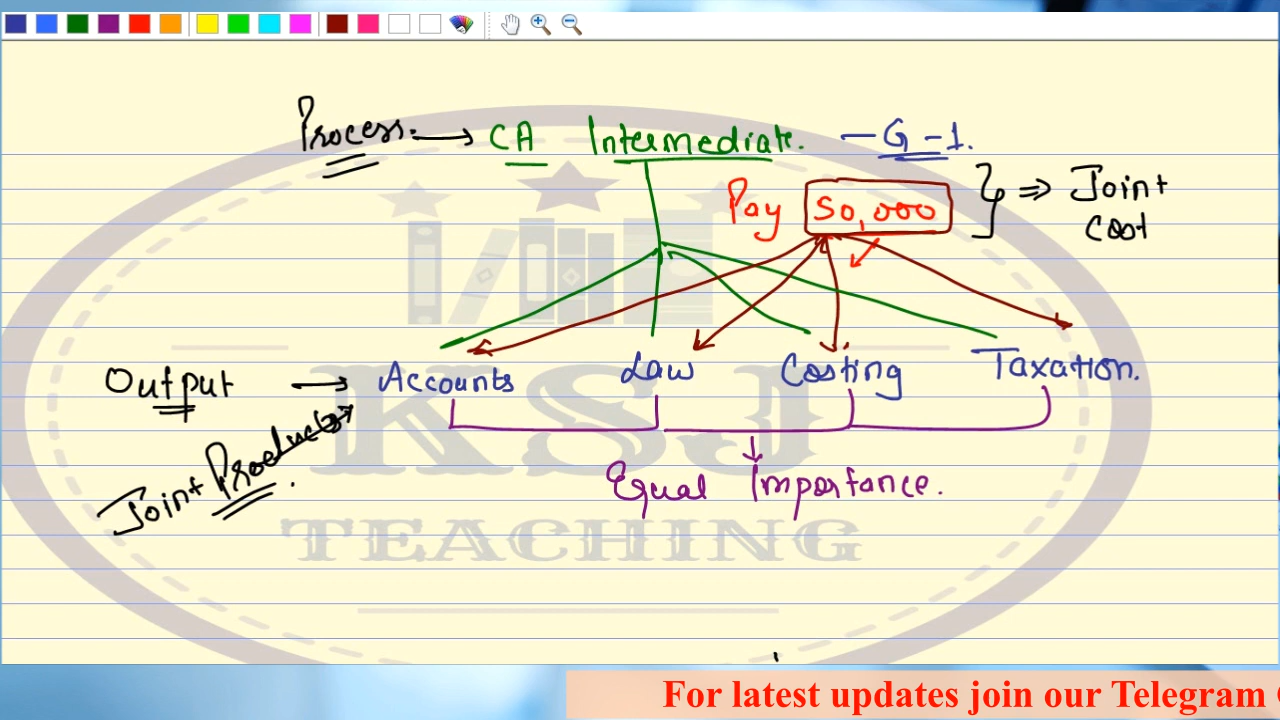 Process. → CA Intermediate. – G-1.
Pay 50,000 } ⇒ Joint
cost
Output → Accounts Law Costing Taxation.
Joint Products
Equal Importance.
KSJ
TEACHING
For latest updates join our Telegram